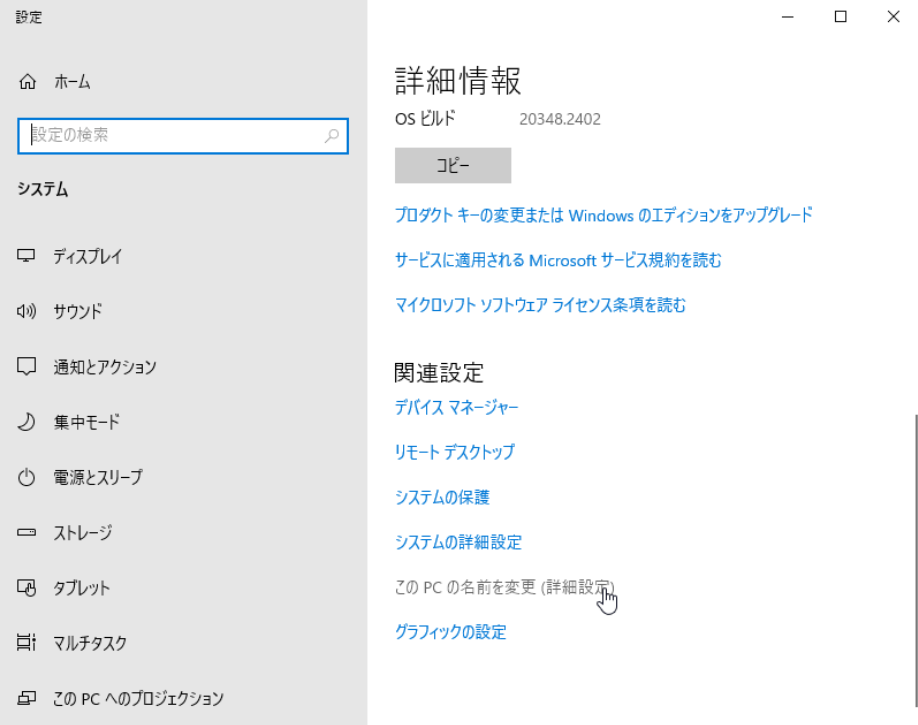 設定
ホーム
設定の検索
システム
ディスプレイ
サウンド
通知とアクション
集中モード
電源とスリープ
ストレージ
タブレット
マルチタスク
この PC へのプロジェクション
詳細情報
OS ビルド 20348.2402
コピー
プロダクト キーの変更または Windows のエディションをアップグレード
サービスに適用される Microsoft サービス規約を読む
マイクロソフト ソフトウェア ライセンス条項を読む
関連設定
デバイス マネージャー
リモート デスクトップ
システムの保護
システムの詳細設定
この PC の名前を変更 (詳細設定)
グラフィックの設定